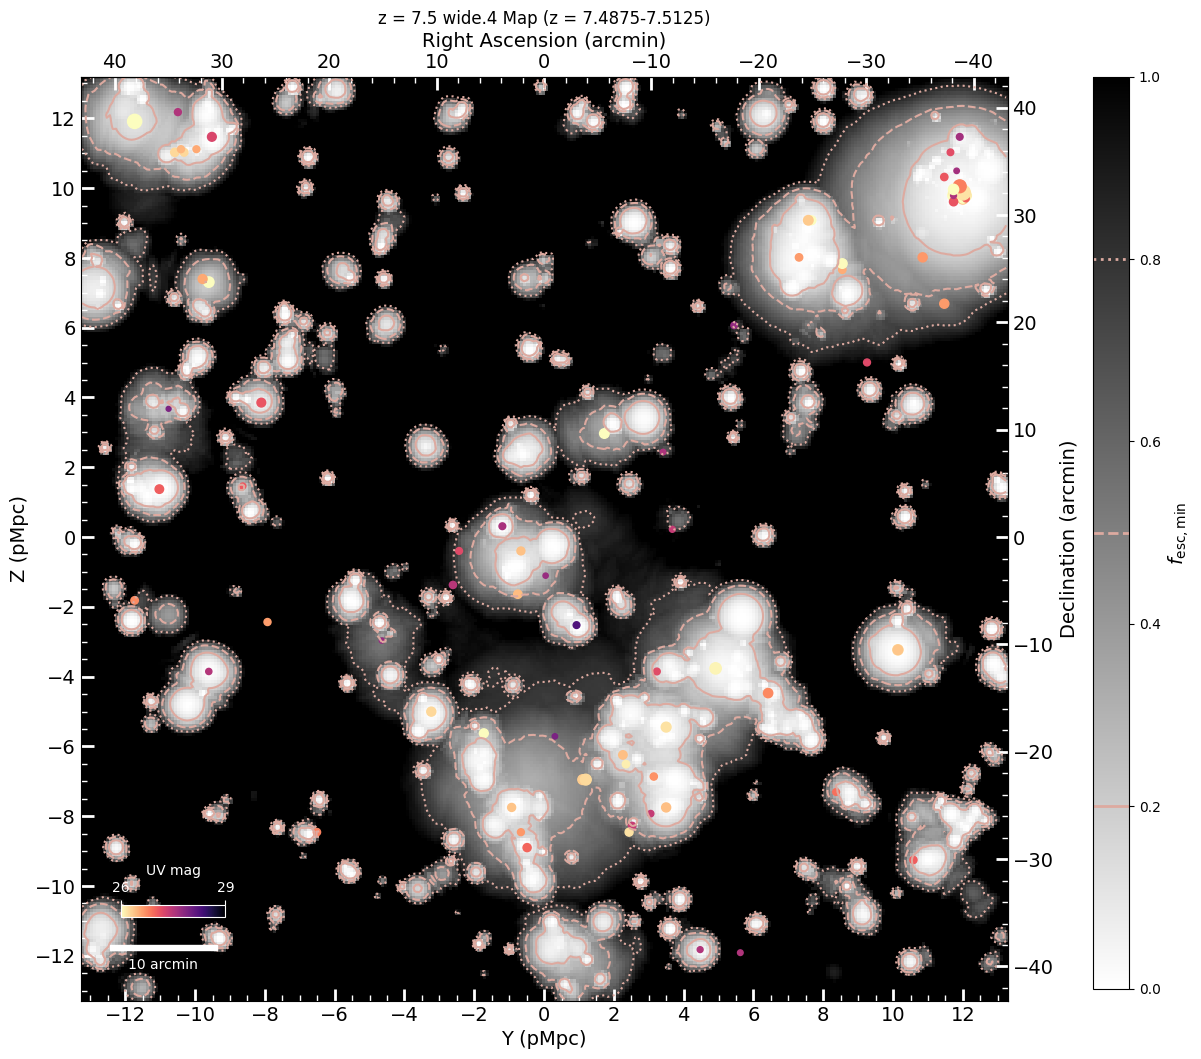 z = 7.5 wide.4 Map (z = 7.4875-7.5125)
Right Ascension (arcmin)
40 30 20 10 0 −10 −20 −30 −40
12 10 8 6 4 2 0 −2 −4 −6 −8 −10 −12
Z (pMpc)
40 30 20 10 0 −10 −20 −30 −40
Declination (arcmin)
UV mag
26 29
10 arcmin
−12 −10 −8 −6 −4 −2 0 2 4 6 8 10 12
Y (pMpc)
1.0
0.8
0.6
0.4
0.2
0.0
f_esc,min